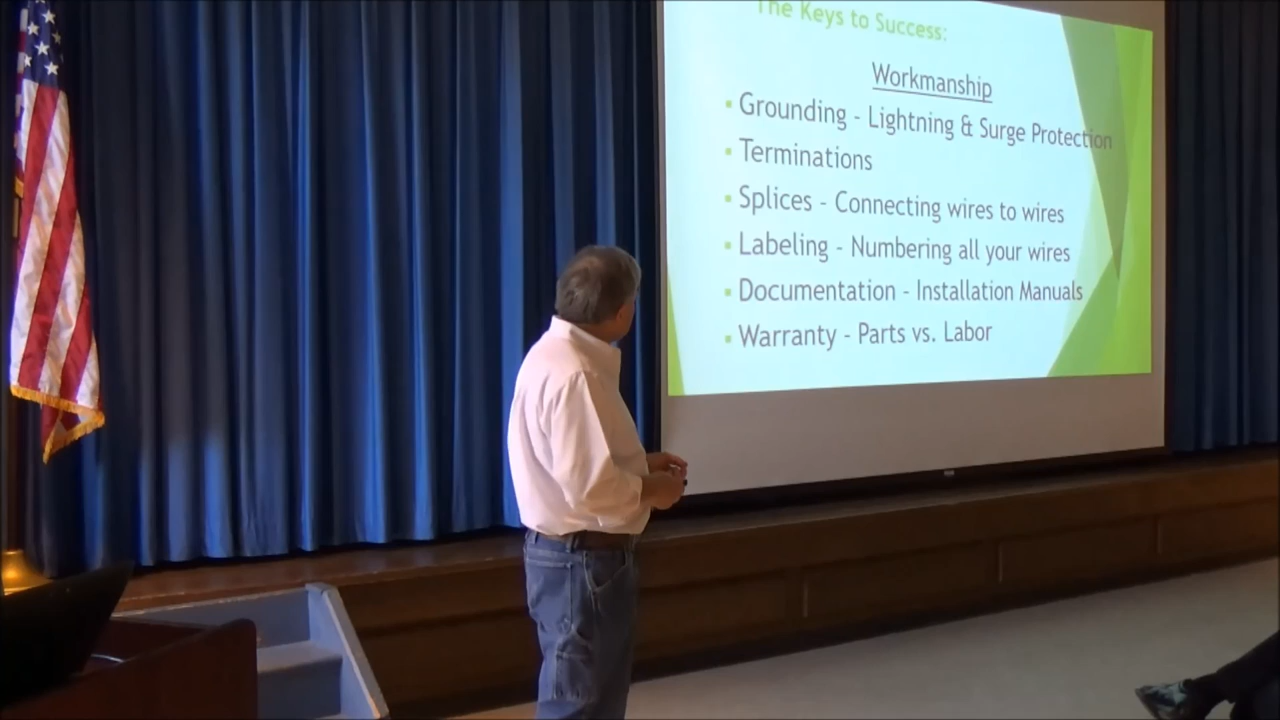 The Keys to Success:
Workmanship
Grounding - Lightning & Surge Protection
Terminations
Splices - Connecting wires to wires
Labeling - Numbering all your wires
Documentation - Installation Manuals
Warranty - Parts vs. Labor